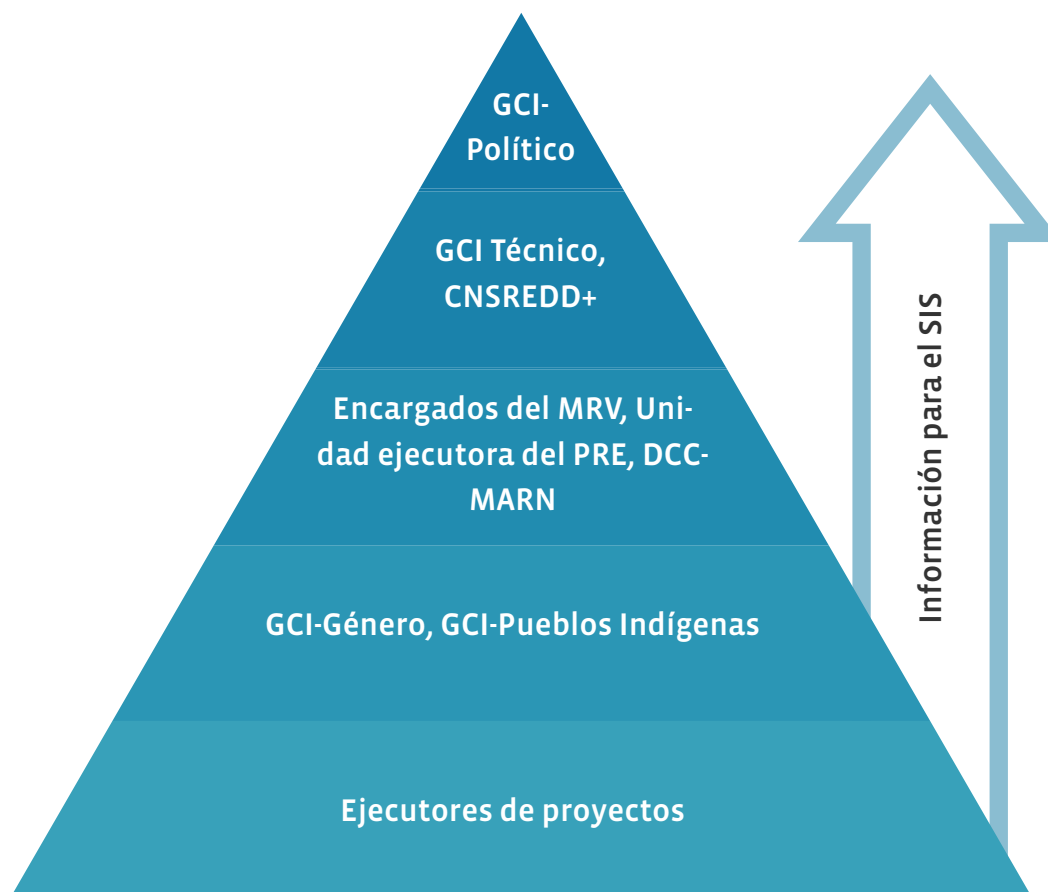 GCI-
Político
GCI Técnico,
CNSREDD+
Encargados del MRV, Uni-
dad ejecutora del PRE, DCC-
MARN
GCI-Género, GCI-Pueblos Indígenas
Ejecutores de proyectos
Información para el SIS